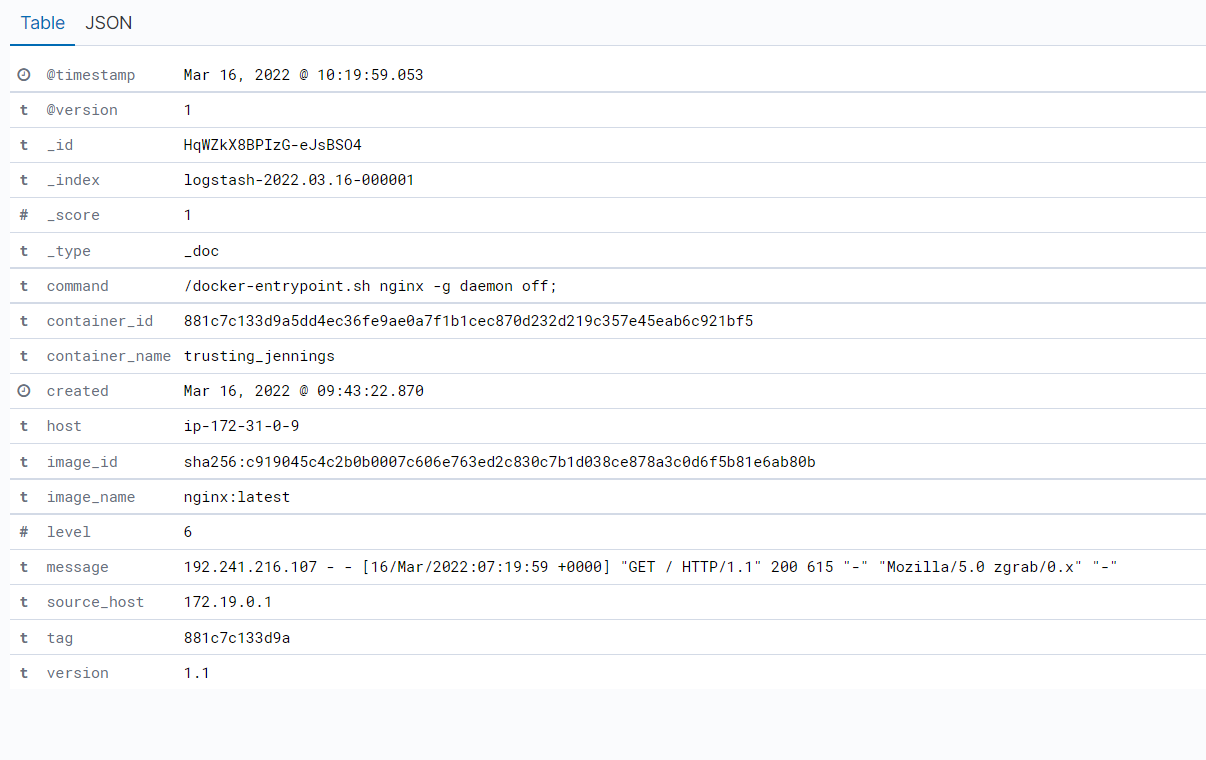 Table JSON
@timestamp Mar 16, 2022 @ 10:19:59.053
t @version 1
t _id HqWZkX8BPIzG-eJsBSO4
t _index logstash-2022.03.16-000001
# _score 1
t _type _doc
t command /docker-entrypoint.sh nginx -g daemon off;
t container_id 881c7c133d9a5dd4ec36fe9ae0a7f1b1cec870d232d219c357e45eab6c921bf5
t container_name trusting_jennings
created Mar 16, 2022 @ 09:43:22.870
t host ip-172-31-0-9
t image_id sha256:c919045c4c2b0b0007c606e763ed2c830c7b1d038ce878a3c0d6f5b81e6ab80b
t image_name nginx:latest
# level 6
t message 192.241.216.107 - - [16/Mar/2022:07:19:59 +0000] "GET / HTTP/1.1" 200 615 "-" "Mozilla/5.0 zgrab/0.x" "-"
t source_host 172.19.0.1
t tag 881c7c133d9a
t version 1.1